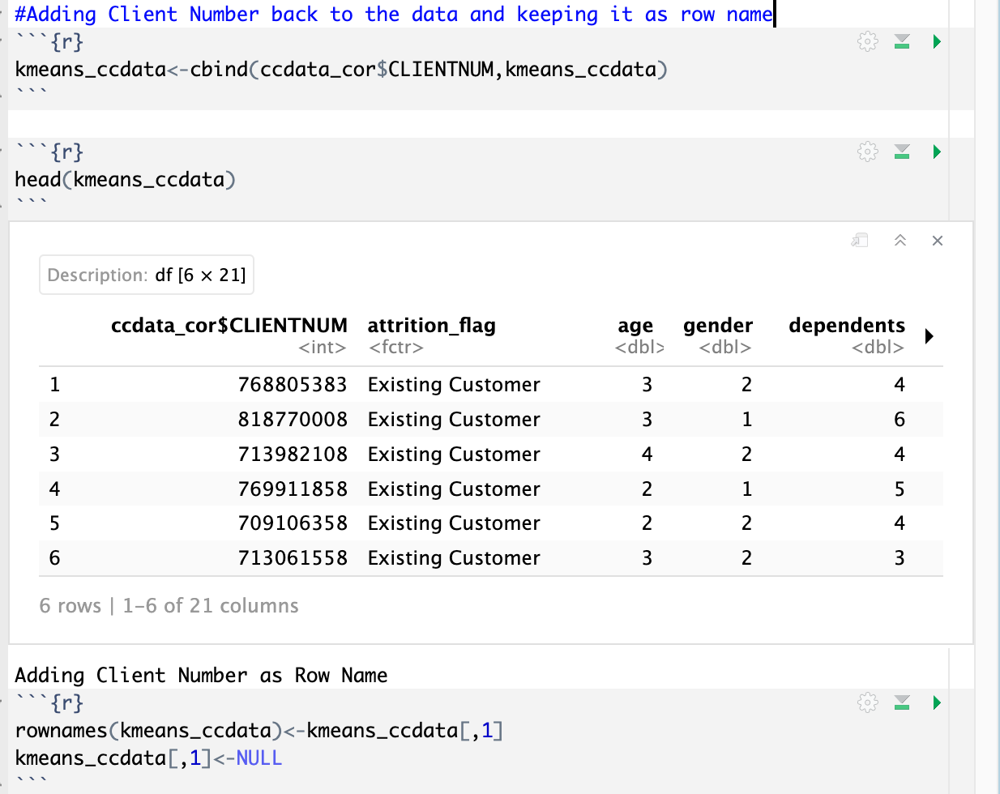 #Adding Client Number back to the data and keeping it as row name
```{r}
kmeans_ccdata<-cbind(ccdata_cor$CLIENTNUM,kmeans_ccdata)
```
```{r}
head(kmeans_ccdata)
```
Description: df [6 × 21]
ccdata_cor$CLIENTNUM attrition_flag age gender dependents
<int> <fctr> <dbl> <dbl> <dbl>
1 768805383 Existing Customer 3 2 4
2 818770008 Existing Customer 3 1 6
3 713982108 Existing Customer 4 2 4
4 769911858 Existing Customer 2 1 5
5 709106358 Existing Customer 2 2 4
6 713061558 Existing Customer 3 2 3
6 rows | 1-6 of 21 columns
Adding Client Number as Row Name
```{r}
rownames(kmeans_ccdata)<-kmeans_ccdata[,1]
kmeans_ccdata[,1]<-NULL
```